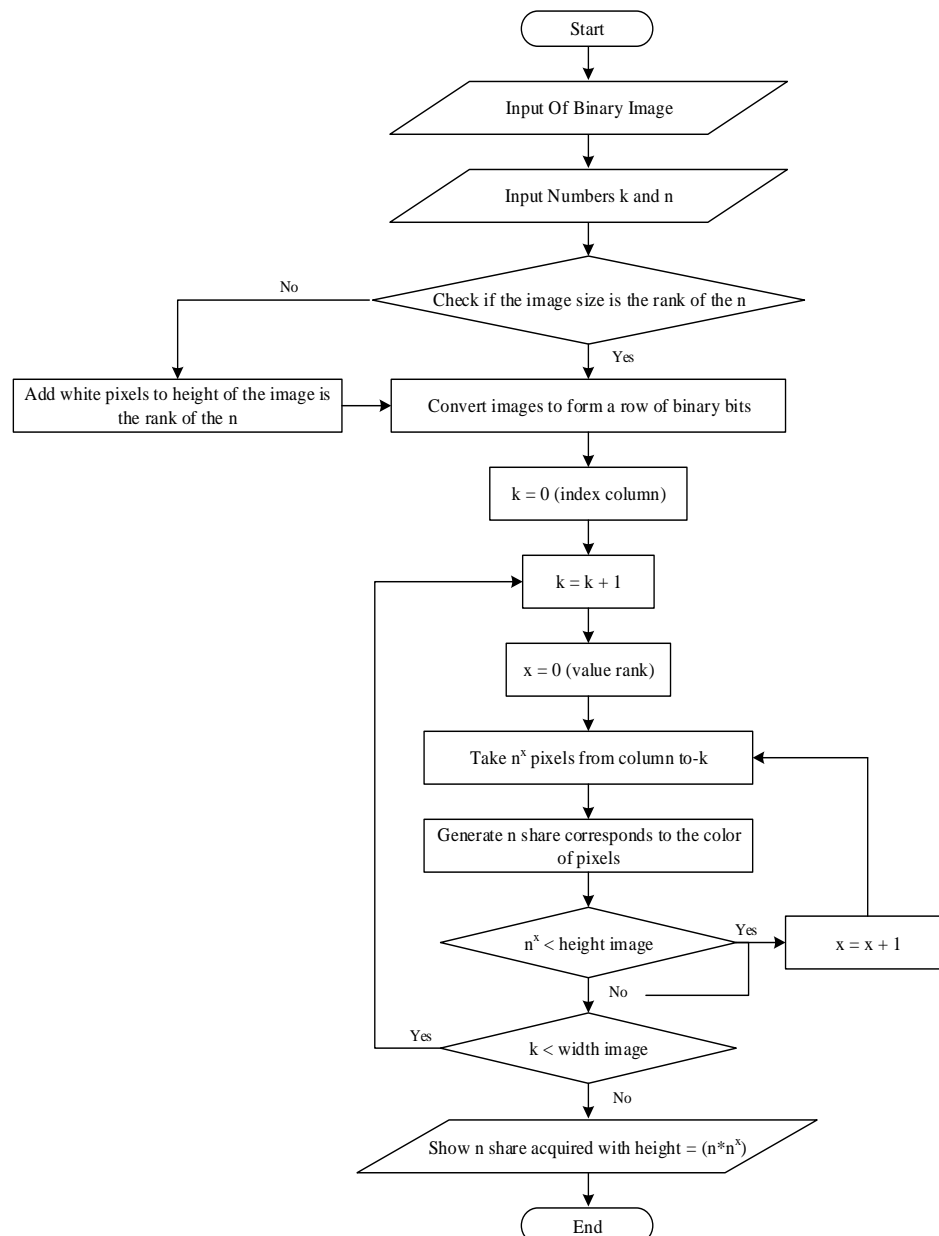 Start
Input Of Binary Image
Input Numbers k and n
No
Check if the image size is the rank of the n
Yes
Add white pixels to height of the image is
the rank of the n
Convert images to form a row of binary bits
k = 0 (index column)
k = k + 1
x = 0 (value rank)
Take nˣ pixels from column to-k
Generate n share corresponds to the color
of pixels
nˣ < height image
Yes
x = x + 1
No
Yes
k < width image
No
Show n share acquired with height = (n*nˣ)
End